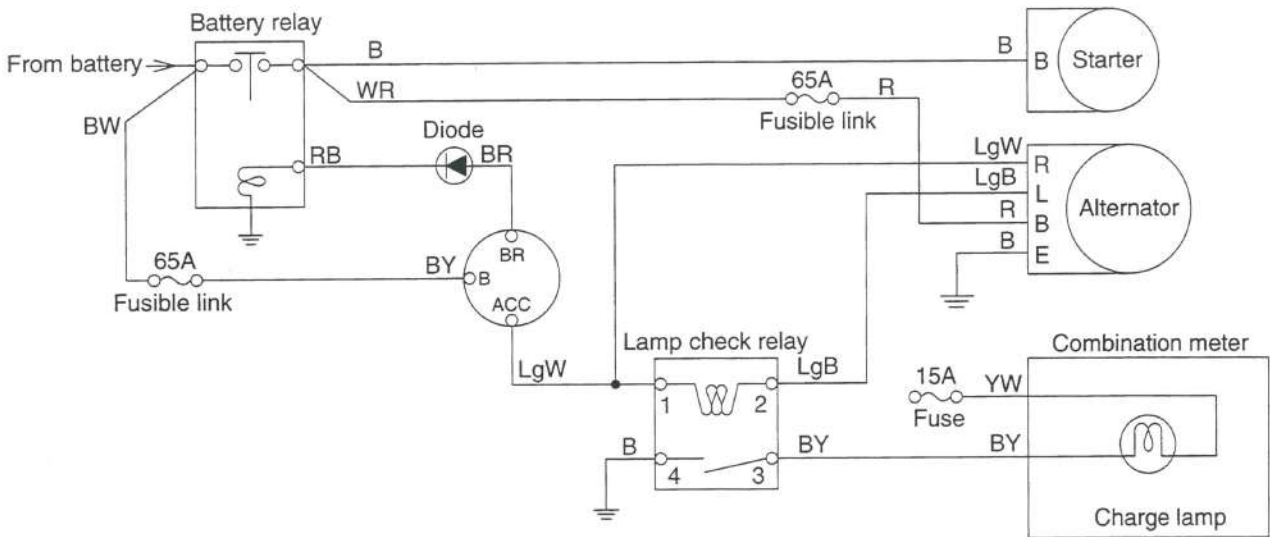 Battery relay
From battery
B
B
B
Starter
WR
65A
Fusible link
R
BW
RB
Diode
BR
LgW
R
LgB
L
R
B
B
E
Alternator
BR
65A
Fusible link
BY
B
ACC
LgW
Lamp check relay
1
2
LgB
B
4
3
BY
Combination meter
15A
Fuse
YW
BY
Charge lamp